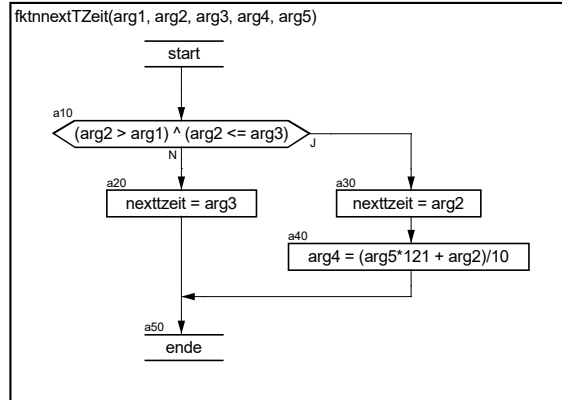 fktnnextTZeit(arg1, arg2, arg3, arg4, arg5)
start
a10
(arg2 > arg1) ^ (arg2 <= arg3)
N
J
a20
nexttzeit = arg3
a30
nexttzeit = arg2
a40
arg4 = (arg5*121 + arg2)/10
a50
ende